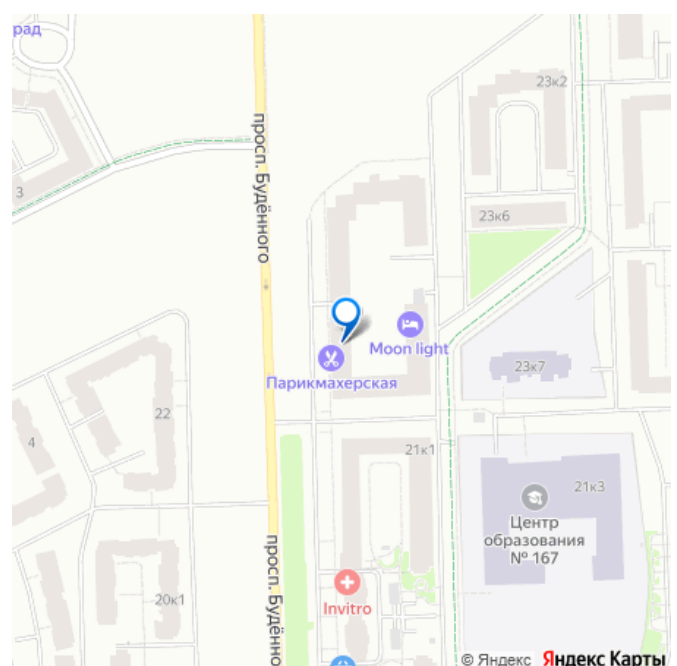 рад
23к2
просп. Будённого
3
23к6
Moon light
Парикмахерская
23к7
22
4
21к1
21к3
Центр
образования
№ 167
просп. Будённо
20к1
Invitro
© Яндекс Яндекс Карты